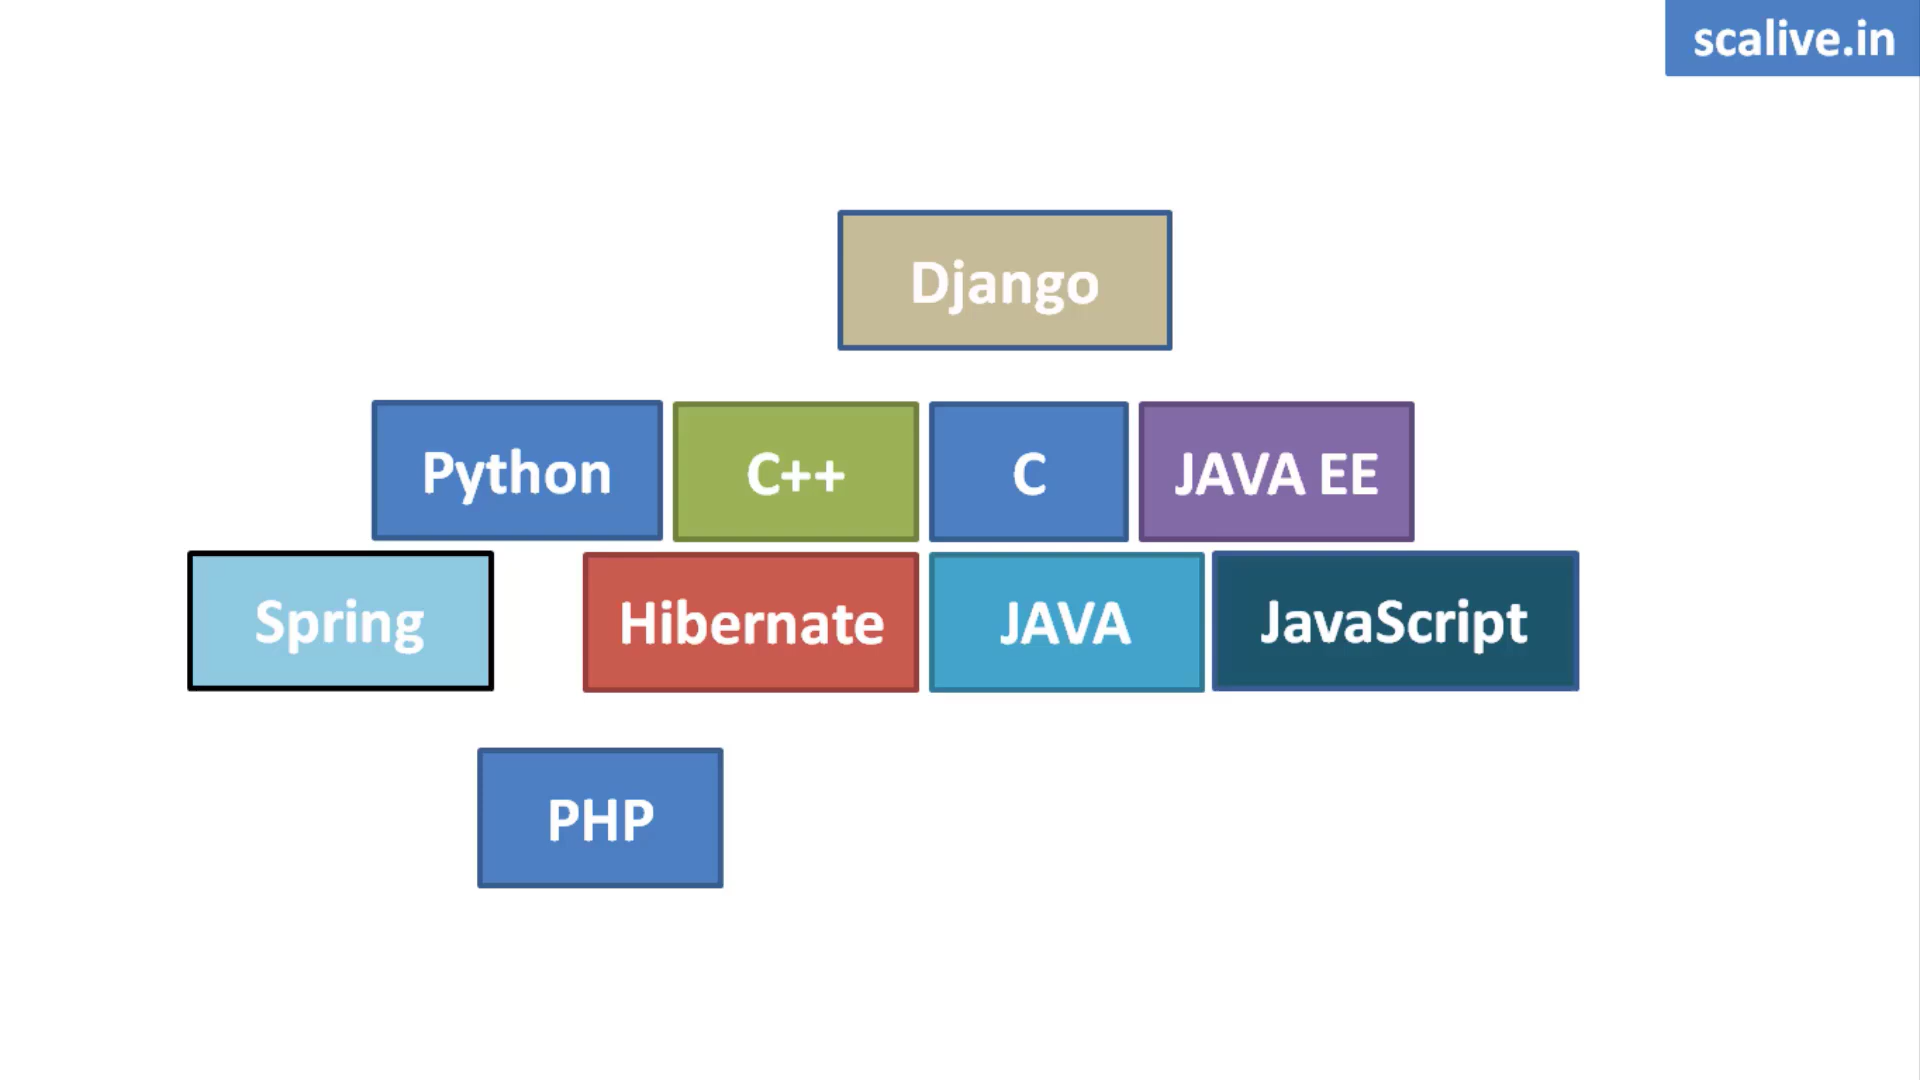 scalive.in
Django
Python
C++
C
JAVA EE
Spring
Hibernate
JAVA
JavaScript
PHP